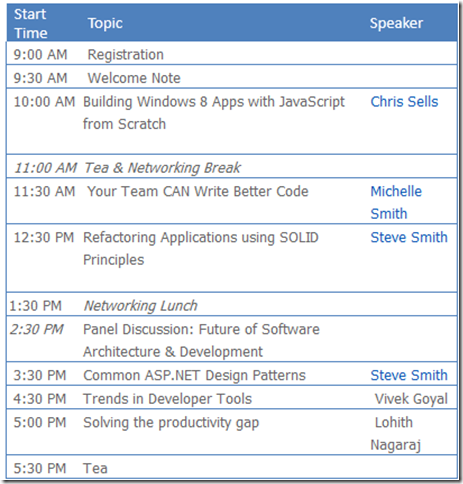 Start
Time Topic Speaker
9:00 AM Registration
9:30 AM Welcome Note
10:00 AM Building Windows 8 Apps with JavaScript Chris Sells
from Scratch
11:00 AM Tea & Networking Break
11:30 AM Your Team CAN Write Better Code Michelle
Smith
12:30 PM Refactoring Applications using SOLID Steve Smith
Principles
1:30 PM Networking Lunch
2:30 PM Panel Discussion: Future of Software
Architecture & Development
3:30 PM Common ASP.NET Design Patterns Steve Smith
4:30 PM Trends in Developer Tools Vivek Goyal
5:00 PM Solving the productivity gap Lohith
Nagaraj
5:30 PM Tea